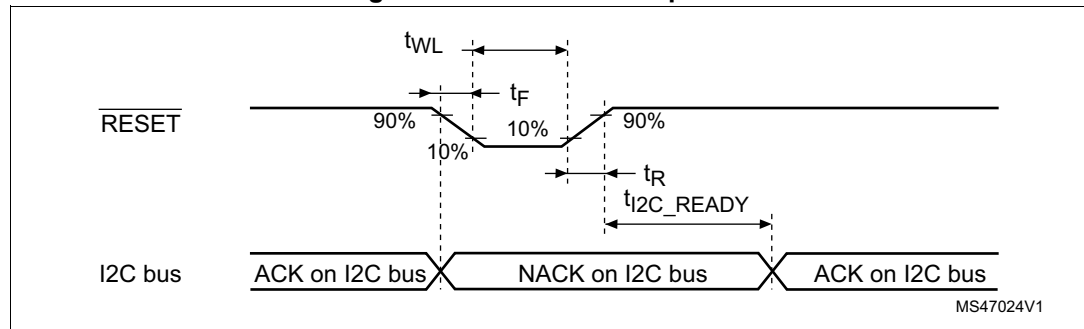 tWL
tF
RESET
90%
10%
10%
90%
tR
tI2C_READY
I2C bus
ACK on I2C bus
NACK on I2C bus
ACK on I2C bus
MS47024V1